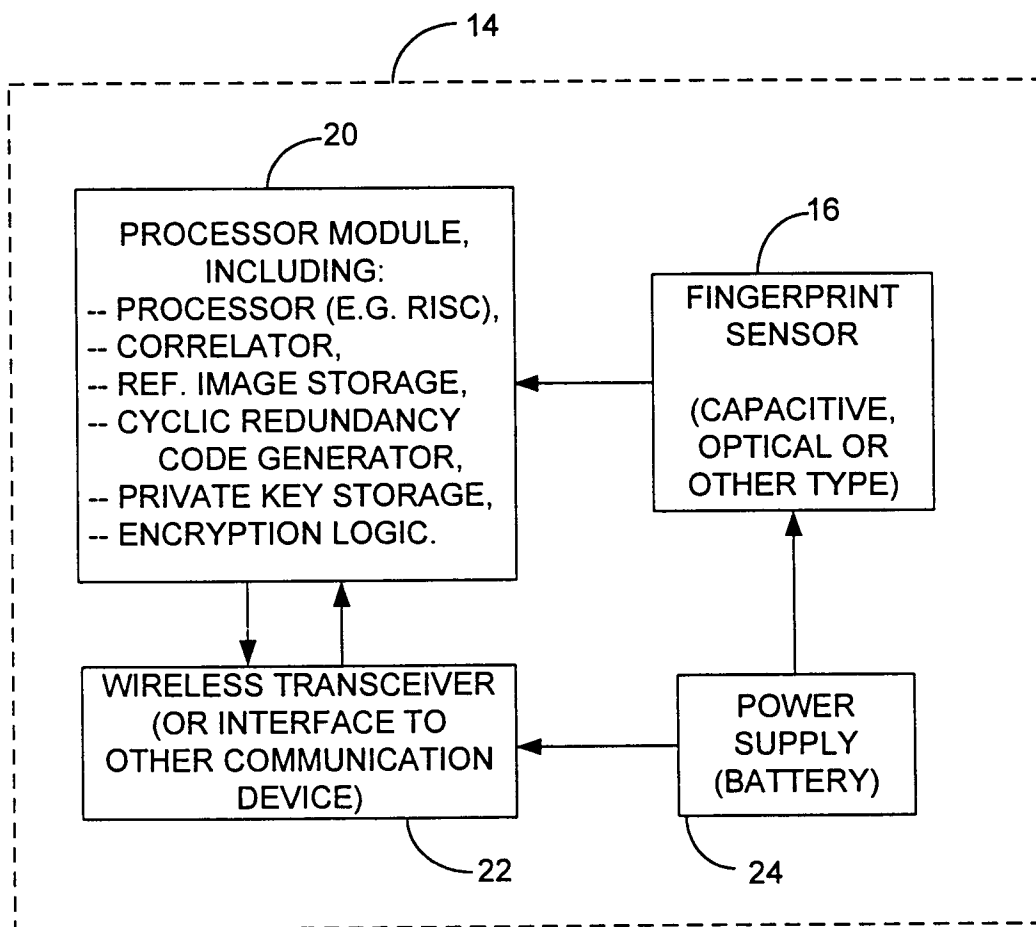 14
20
PROCESSOR MODULE,
INCLUDING:
-- PROCESSOR (E.G. RISC),
-- CORRELATOR,
-- REF. IMAGE STORAGE,
-- CYCLIC REDUNDANCY
CODE GENERATOR,
-- PRIVATE KEY STORAGE,
-- ENCRYPTION LOGIC.
16
FINGERPRINT
SENSOR
(CAPACITIVE,
OPTICAL OR
OTHER TYPE)
WIRELESS TRANSCEIVER
(OR INTERFACE TO
OTHER COMMUNICATION
DEVICE)
22
POWER
SUPPLY
(BATTERY)
24